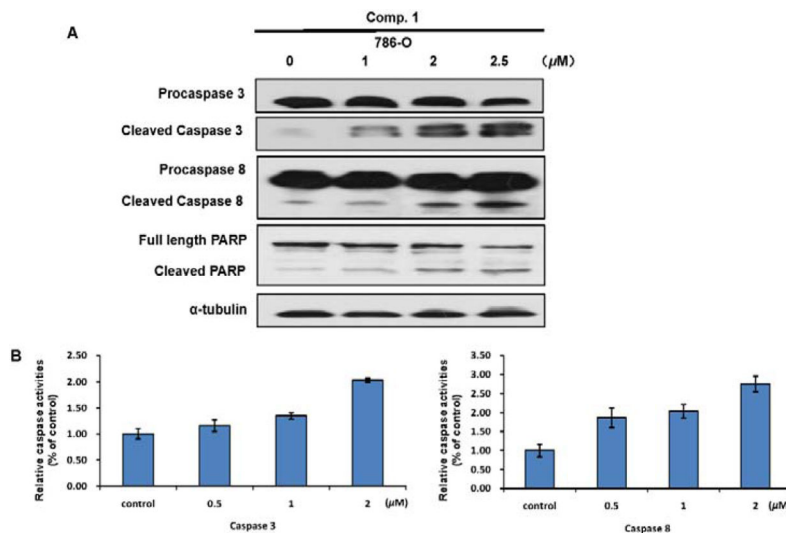 Comp. 1
A
786-O
0 1 2 2.5 (μM)
Procaspase 3
Cleaved Caspase 3
Procaspase 8
Cleaved Caspase 8
Full length PARP
Cleaved PARP
α-tubulin
B
Relative caspase activities
(% of control)
2.50
2.00
1.50
1.00
0.50
0.00
control 0.5 1 2 (μM)
Caspase 3
Relative caspase activities
(% of control)
3.50
3.00
2.50
2.00
1.50
1.00
0.50
0.00
control 0.5 1 2 (μM)
Caspase 8